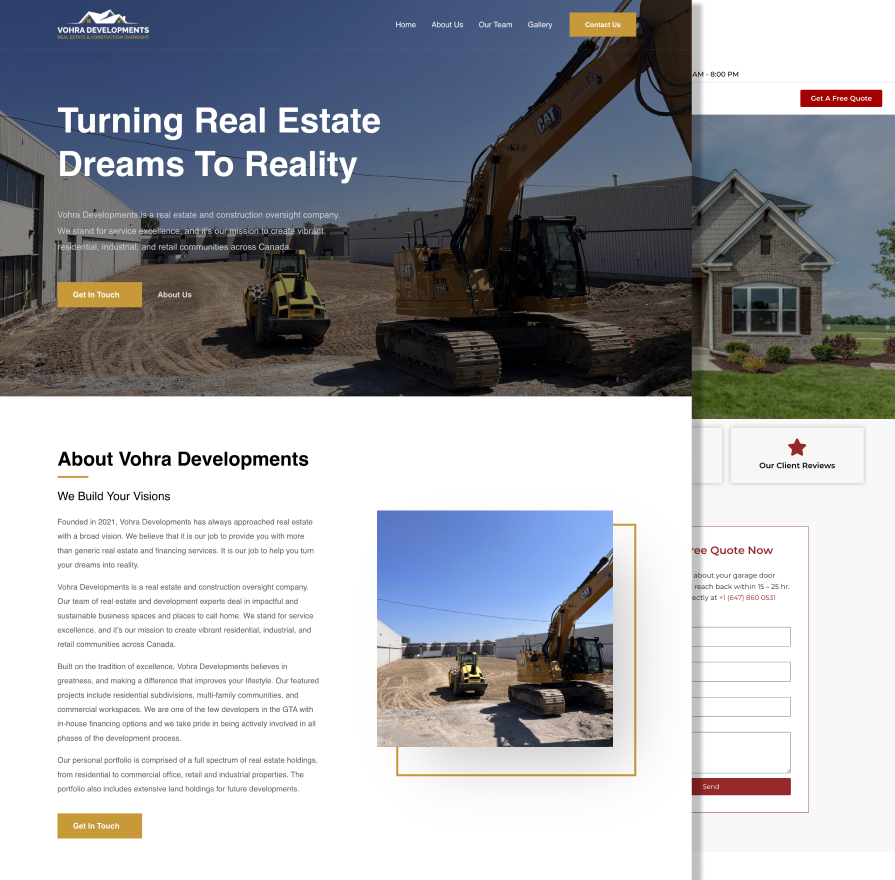 VOHRA DEVELOPMENTS
REAL ESTATE & CONSTUCTION OVERSIGHT
Home
About Us
Our Team
Gallery
Contact Us
Turning Real Estate
Dreams To Reality
Vohra Developments is a real estate and construction oversight company.
We stand for service excellence, and it's our mission to create vibrant
residential, industrial, and retail communities across Canada.
Get In Touch
About Us
CAT
CAT
About Vohra Developments
We Build Your Visions
Founded in 2021, Vohra Developments has always approached real estate
with a broad vision. We believe that it is our job to provide you with more
than generic real estate and financing services. It is our job to help you turn
your dreams into reality.
Vohra Developments is a real estate and construction oversight company.
Our team of real estate and development experts deal in impactful and
sustainable business spaces and places to call home. We stand for service
excellence, and it's our mission to create vibrant residential, industrial, and
retail communities across Canada.
Built on the tradition of excellence, Vohra Developments believes in
greatness, and making a difference that improves your lifestyle. Our featured
projects include residential subdivisions, multi-family communities, and
commercial workspaces. We are one of the few developers in the GTA with
in-house financing options and we take pride in being actively involved in all
phases of the development process.
Our personal portfolio is comprised of a full spectrum of real estate holdings,
from residential to commercial office, retail and industrial properties. The
portfolio also includes extensive land holdings for future developments.
Get In Touch
AM - 8:00 PM
Get A Free Quote
Our Client Reviews
ree Quote Now
about your garage door
reach back within 15 – 25 hr.
ectly at +1 (647) 860 0531
Send